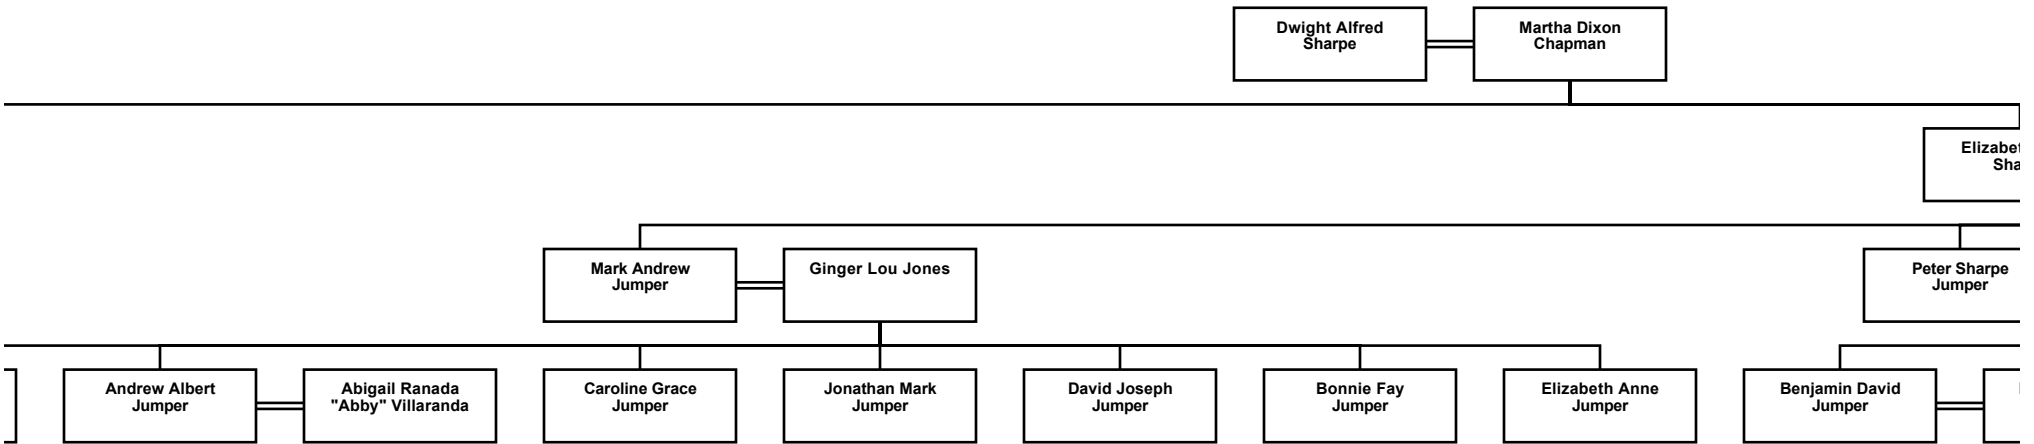 Dwight Alfred
Sharpe
Martha Dixon
Chapman
Mark Andrew
Jumper
Ginger Lou Jones
Peter Sharpe
Jumper
Andrew Albert
Jumper
Abigail Ranada
"Abby" Villaranda
Caroline Grace
Jumper
Jonathan Mark
Jumper
David Joseph
Jumper
Bonnie Fay
Jumper
Elizabeth Anne
Jumper
Benjamin David
Jumper